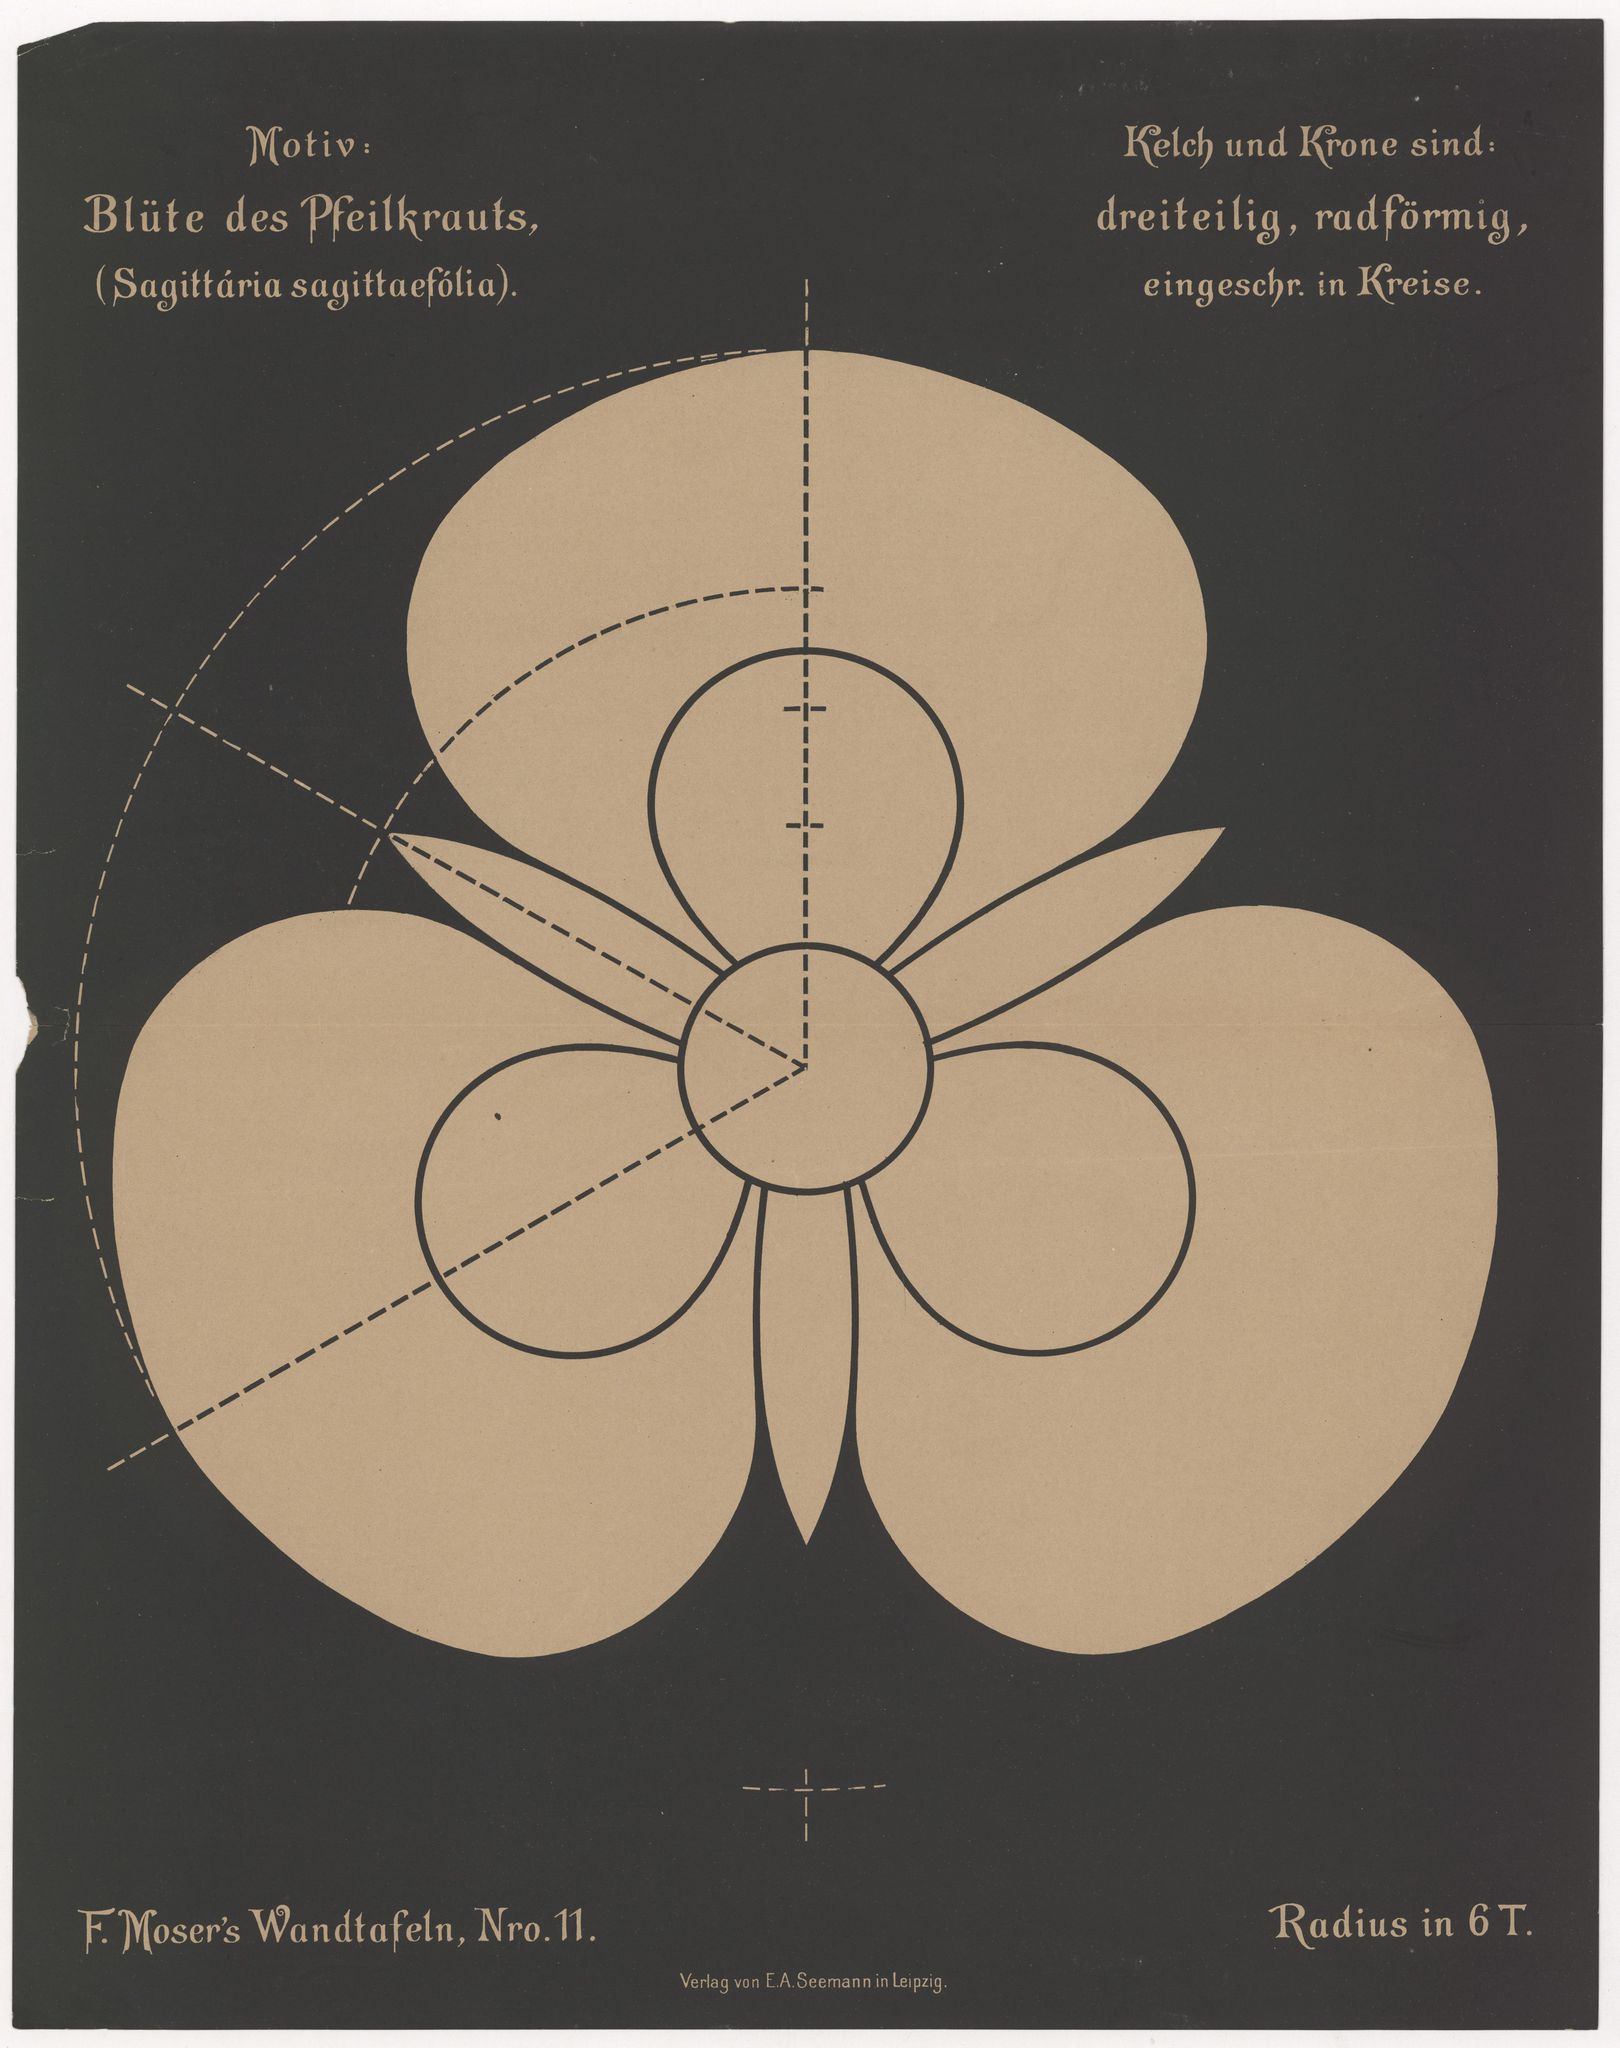 Motiv:
Blüte des Pfeilkrauts,
(Sagittária sagittaefólia).
Kelch und Krone sind:
dreiteilig, radförmig,
eingeschr. in Kreise.
F. Moser's Wandtafeln, Nro. 11.
Radius in 6 T.
Verlag von E.A. Seemann in Leipzig.